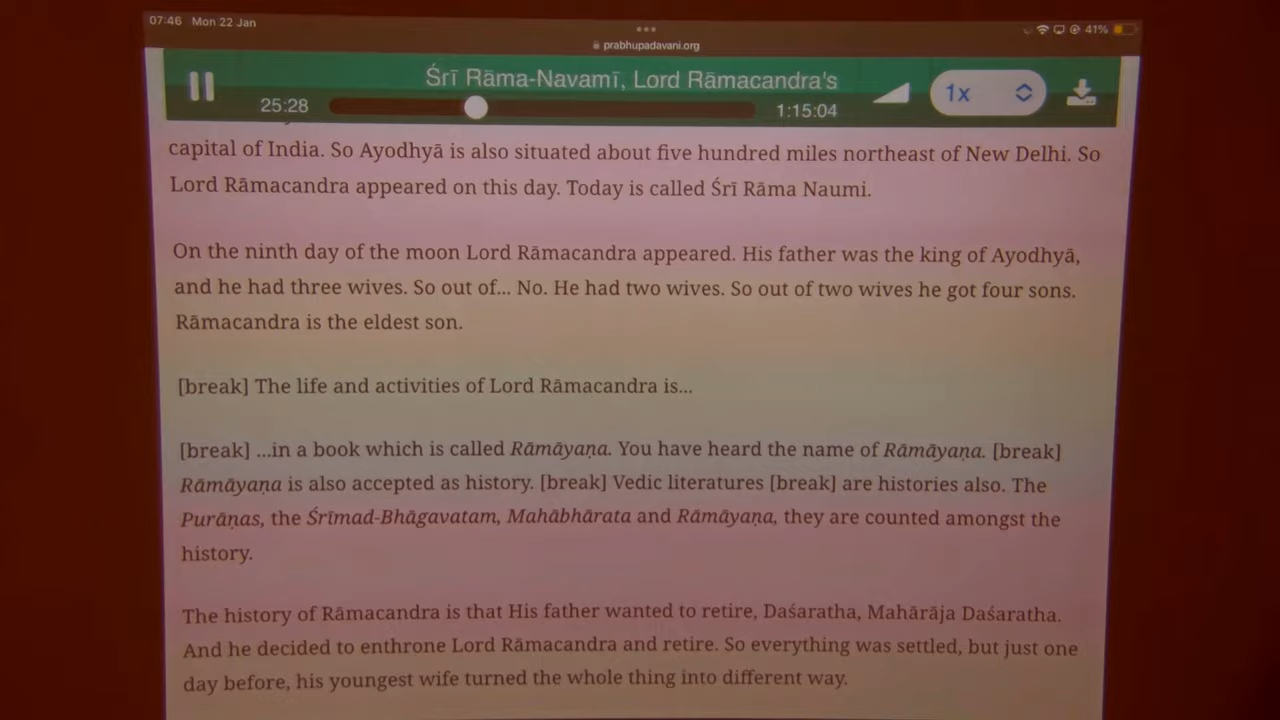 07:46 Mon 22 Jan
41%
prabhupadavani.org
Śrī Rāma-Navamī, Lord Rāmacandra's
25:28
1:15:04
1x
capital of India. So Ayodhyā is also situated about five hundred miles northeast of New Delhi. So
Lord Rāmacandra appeared on this day. Today is called Śrī Rāma Naumi.
On the ninth day of the moon Lord Rāmacandra appeared. His father was the king of Ayodhyā,
and he had three wives. So out of... No. He had two wives. So out of two wives he got four sons.
Rāmacandra is the eldest son.
[break] The life and activities of Lord Rāmacandra is...
[break] ...in a book which is called Rāmāyaṇa. You have heard the name of Rāmāyaṇa. [break]
Rāmāyaṇa is also accepted as history. [break] Vedic literatures [break] are histories also. The
Purāṇas, the Śrīmad-Bhāgavatam, Mahābhārata and Rāmāyaṇa, they are counted amongst the
history.
The history of Rāmacandra is that His father wanted to retire, Daśaratha, Mahārāja Daśaratha.
And he decided to enthrone Lord Rāmacandra and retire. So everything was settled, but just one
day before, his youngest wife turned the whole thing into different way.